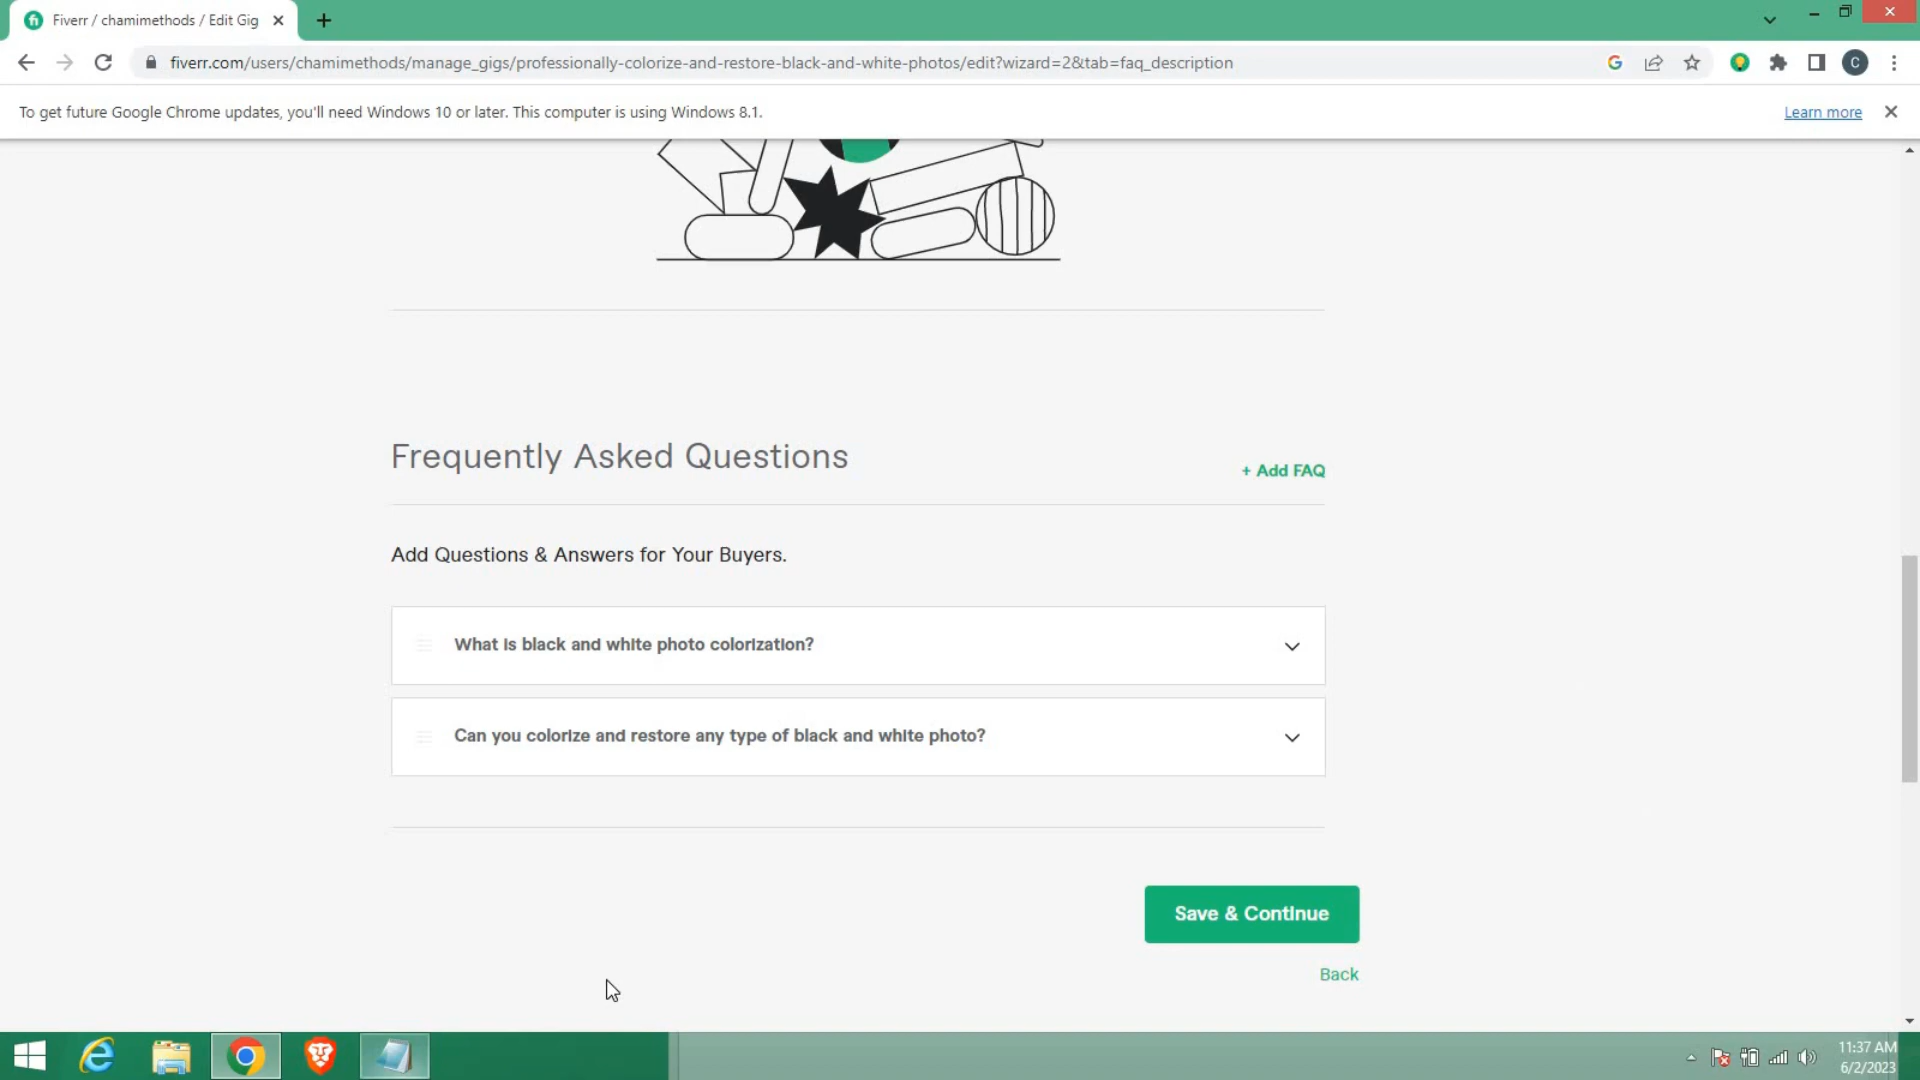 Fiverr / chamimethods / Edit Gig
fiverr.com/users/chamimethods/manage_gigs/professionally-colorize-and-restore-black-and-white-photos/edit?wizard=2&tab=faq_description
C
To get future Google Chrome updates, you'll need Windows 10 or later. This computer is using Windows 8.1.
Learn more
Frequently Asked Questions
+ Add FAQ
Add Questions & Answers for Your Buyers.
What is black and white photo colorization?
Can you colorize and restore any type of black and white photo?
Save & Continue
Back
11:37 AM
6/2/2023